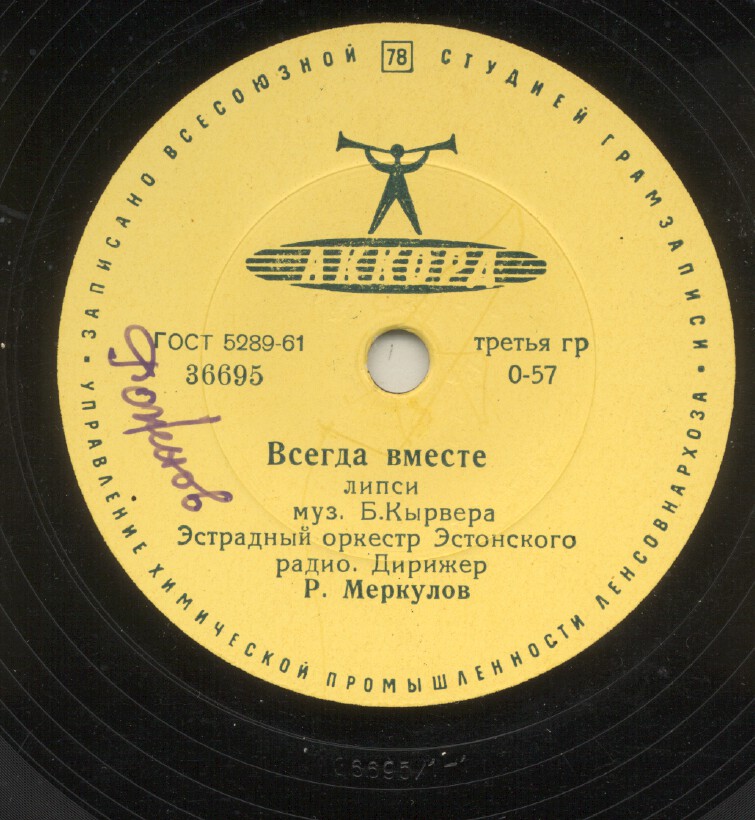 ЗАПИСАНО ВСЕСОЮЗНОЙ 78 СТУДИЕЙ ГРАМЗАПИСИ
АККОРД
ГОСТ 5289-61
36695
третья гр
0-57
Всегда вместе
липси
муз. Б.Кырвера
Эстрадный оркестр Эстонского
радио. Дирижер
Р. Меркулов
• УПРАВЛЕНИЕ ХИМИЧЕСКОЙ ПРОМЫШЛЕННОСТИ ЛЕНСОВНАРХОЗА •